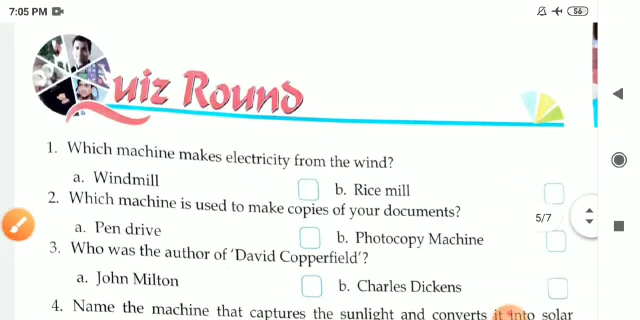 7:05 PM
56
Quiz Round
1. Which machine makes electricity from the wind?
a. Windmill b. Rice mill
2. Which machine is used to make copies of your documents?
5/7
a. Pen drive b. Photocopy Machine
3. Who was the author of ‘David Copperfield’?
a. John Milton b. Charles Dickens
4. Name the machine that captures the sunlight and converts it into solar